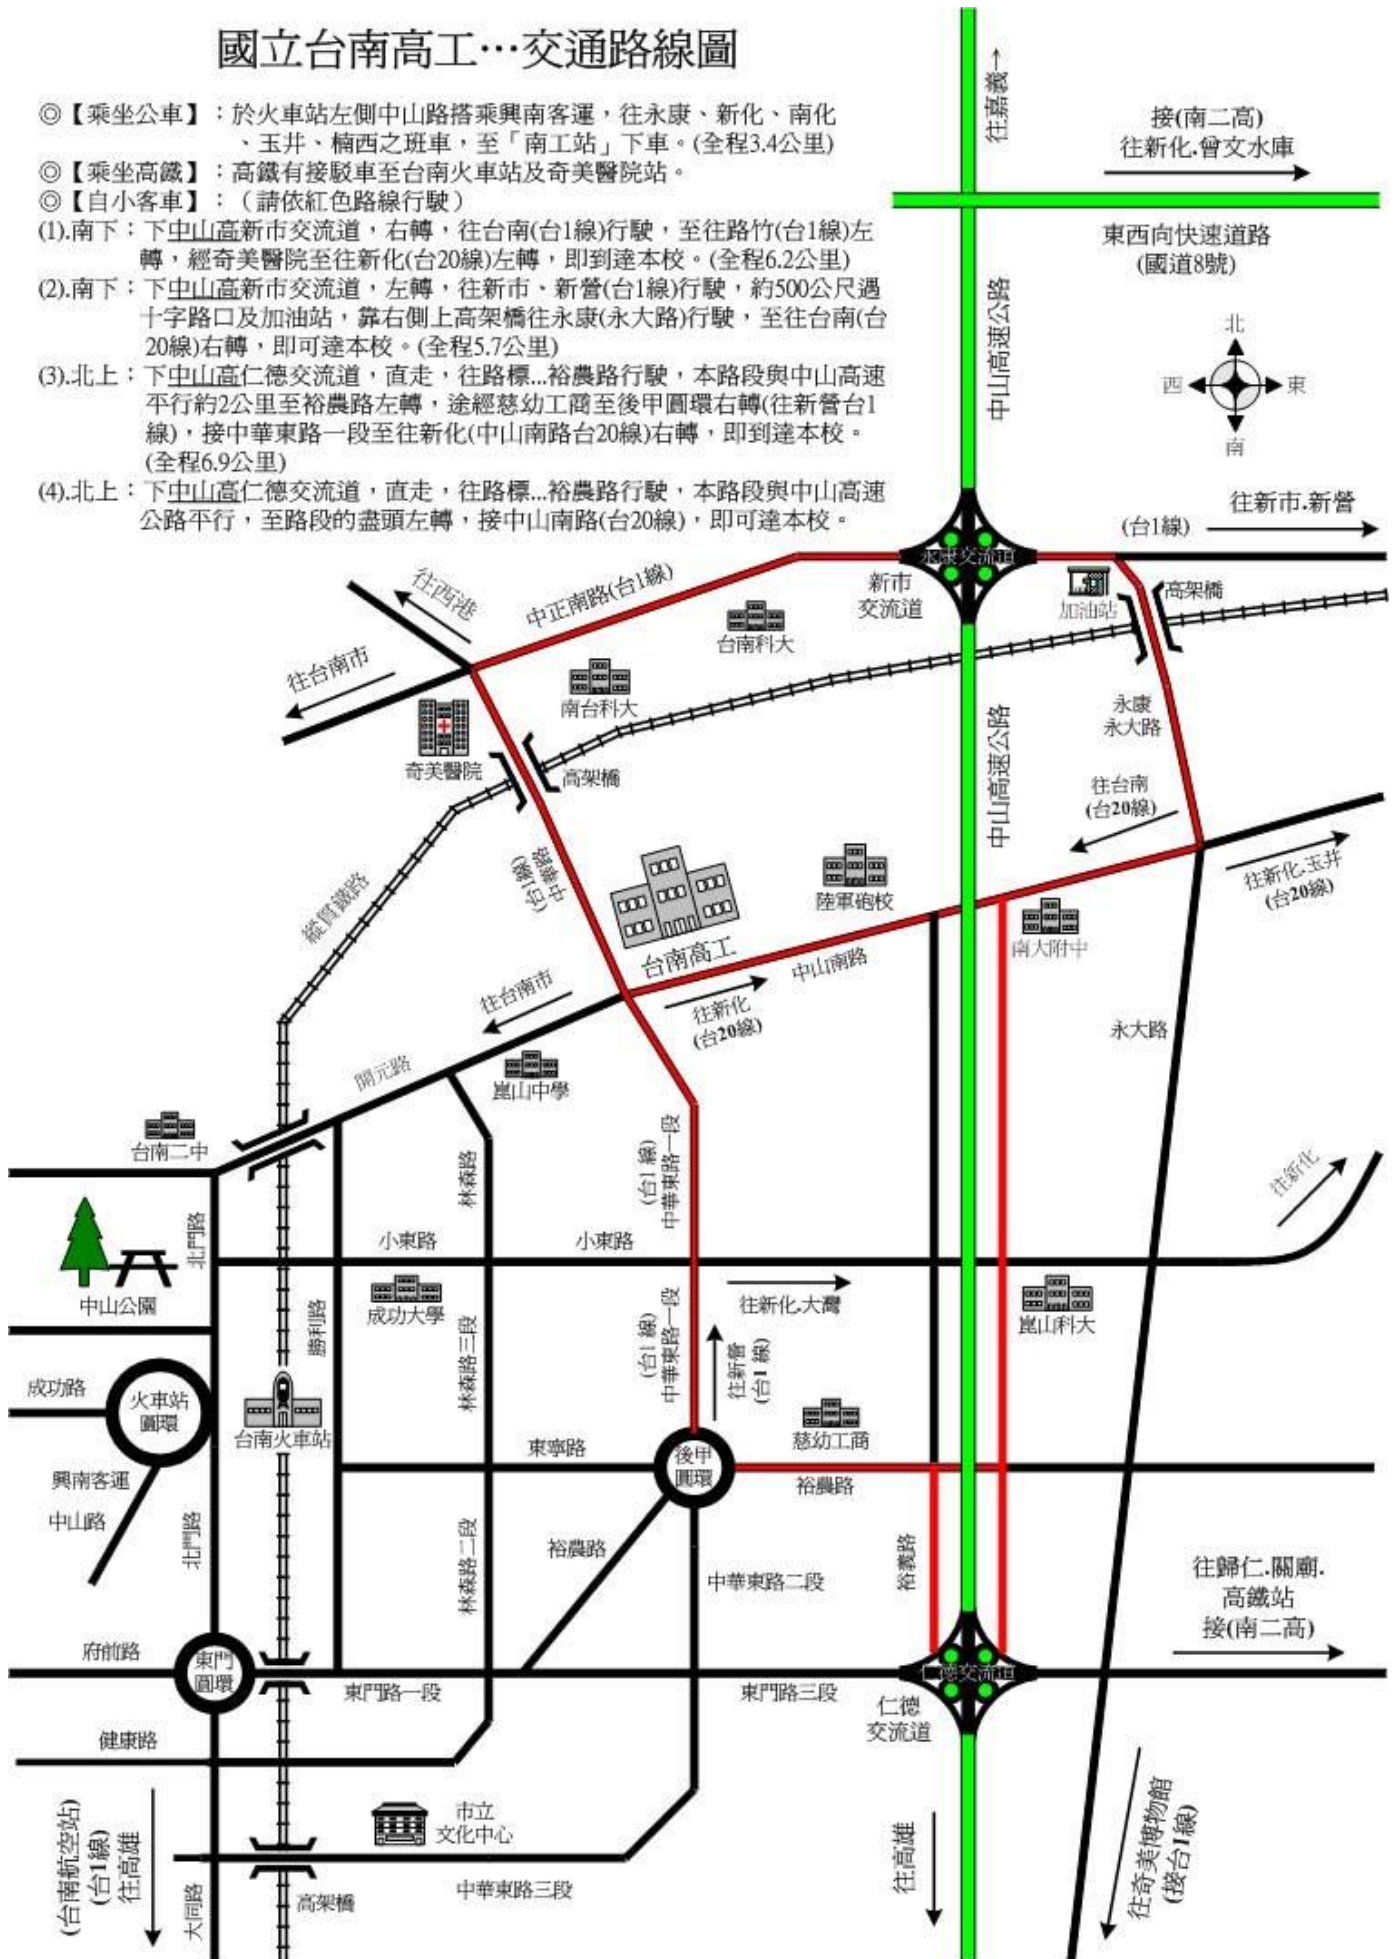 國立台南高工…交通路線圖
◎【乘坐公車】：於火車站左側中山路搭乘興南客運，往永康、新化、南化
、玉井、楠西之班車，至「南工站」下車。(全程3.4公里)
◎【乘坐高鐵】：高鐵有接駁車至台南火車站及奇美醫院站。
◎【自小客車】：（請依紅色路線行駛）
(1).南下：下中山高新市交流道，右轉，往台南(台1線)行駛，至往路竹(台1線)左
轉，經奇美醫院至往新化(台20線)左轉，即到達本校。(全程6.2公里)
(2).南下：下中山高新市交流道，左轉，往新市、新營(台1線)行駛，約500公尺遇
十字路口及加油站，靠右側上高架橋往永康(永大路)行駛，至往台南(台
20線)右轉，即可達本校。(全程5.7公里)
(3).北上：下中山高仁德交流道，直走，往路標...裕農路行駛，本路段與中山高速
平行約2公里至裕農路左轉，途經慈幼工商至後甲圓環右轉(往新營台1
線)，接中華東路一段至往新化(中山南路台20線)右轉，即到達本校。
(全程6.9公里)
(4).北上：下中山高仁德交流道，直走，往路標...裕農路行駛，本路段與中山高速
公路平行，至路段的盡頭左轉，接中山南路(台20線)，即可達本校。
往嘉義→
接(南二高)
往新化.曾文水庫
東西向快速道路
(國道8號)
中山高速公路
北
西
東
南
往新市.新營
(台1線)
永康交流道
新市
交流道
加油站
高架橋
往西港
中正南路(台1線)
台南科大
往台南市
南台科大
奇美醫院
高架橋
永康
永大路
中山高速公路
往台南
(台20線)
往新化.玉井
(台20線)
中華路
(台1線)
縱貫鐵路
陸軍砲校
台南高工
南大附中
中山南路
往台南市
往新化
(台20線)
永大路
開元路
崑山中學
台南二中
林森路
(台1 線)
中華東路一段
往新化
北門路
小東路
小東路
中山公園
成功大學
勝利路
林森路三段
(台1 線)
中華東路一段
往新化.大灣
往新營
(台1 線)
崑山科大
成功路
火車站
圓環
台南火車站
慈幼工商
東寧路
後甲
圓環
裕農路
興南客運
中山路
北門路
林森路二段
裕農路
中華東路二段
裕義路
往歸仁.關廟.
高鐵站
接(南二高)
府前路
東門
圓環
東門路一段
東門路三段
仁德交流道
仁德
交流道
健康路
(台南航空站)
(台1線)
往高雄
大同路
市立
文化中心
高架橋
中華東路三段
往高雄
往奇美博物館
(接台1線)